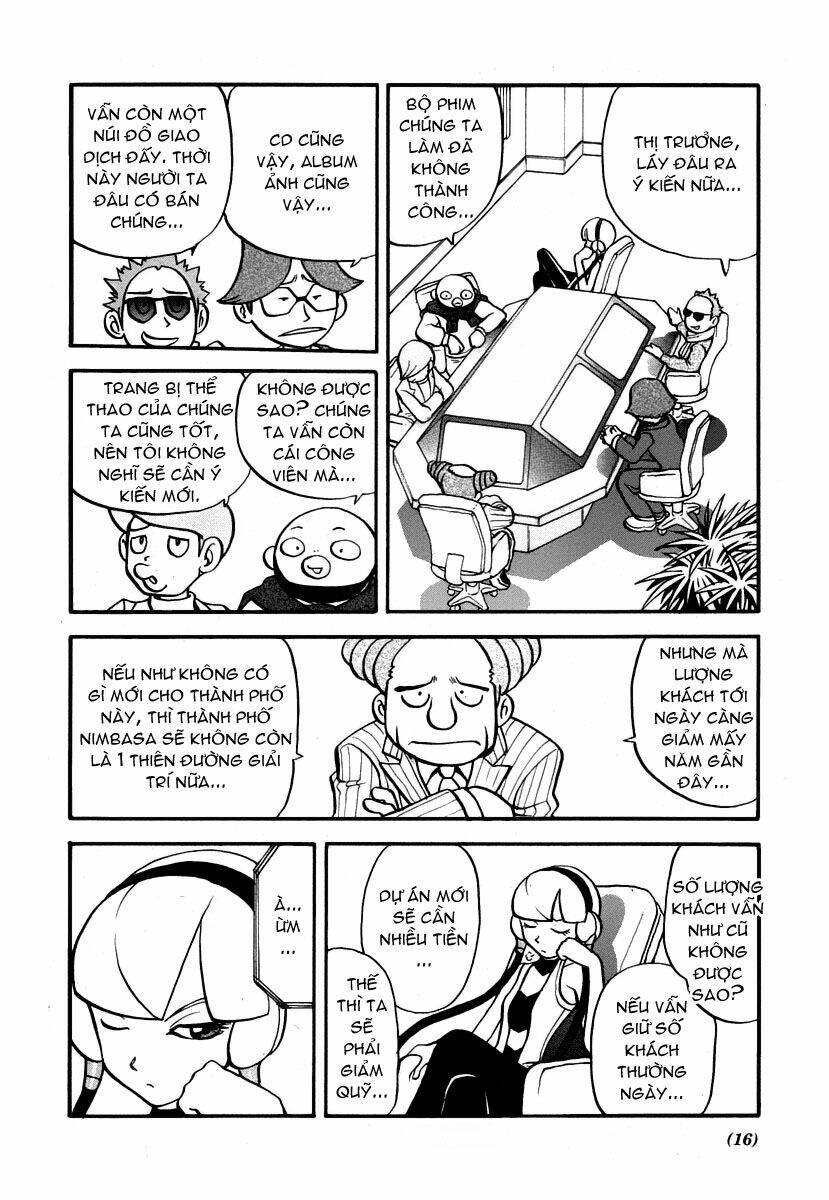 THỊ TRƯỞNG,
LẤY ĐÂU RA
Ý KIẾN NỮA...
BỘ PHIM
CHÚNG TA
LÀM ĐÃ
KHÔNG
THÀNH
CÔNG...
CD CŨNG
VẬY, ALBUM
ẢNH CŨNG
VẬY...
VẪN CÒN MỘT
NÚI ĐỒ GIAO
DỊCH ĐẤY. THỜI
NÀY NGƯỜI TA
ĐÂU CÓ BÁN
CHÚNG...
KHÔNG ĐƯỢC
SAO? CHÚNG
TA VẪN CÒN
CÁI CÔNG
VIÊN MÀ...
TRANG BỊ THỂ
THAO CỦA CHÚNG
TA CŨNG TỐT,
NÊN TÔI KHÔNG
NGHĨ SẼ CẦN Ý
KIẾN MỚI.
NHƯNG MÀ
LƯỢNG
KHÁCH TỚI
NGÀY CÀNG
GIẢM MẤY
NĂM GẦN
ĐÂY...
NẾU NHƯ KHÔNG CÓ
GÌ MỚI CHO THÀNH PHỐ
NÀY, THÌ THÀNH PHỐ
NIMBASA SẼ KHÔNG CÒN
LÀ 1 THIÊN ĐƯỜNG GIẢI
TRÍ NỮA...
SỐ LƯỢNG
KHÁCH VẪN
NHƯ CŨ
KHÔNG
ĐƯỢC
SAO?
NẾU VẪN
GIỮ SỐ
KHÁCH
THƯỜNG
NGÀY...
DỰ ÁN MỚI
SẼ CẦN
NHIỀU TIỀN
...
THẾ
THÌ TA
SẼ
PHẢI
GIẢM
QUỸ...
À...
ỪM
...
(16)